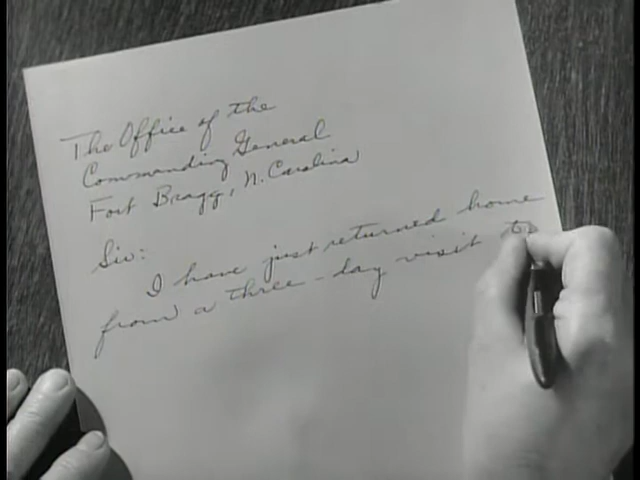 The Office of the
Commanding General
Fort Bragg, N. Carolina
Sir:
I have just returned home
from a three-day visit to